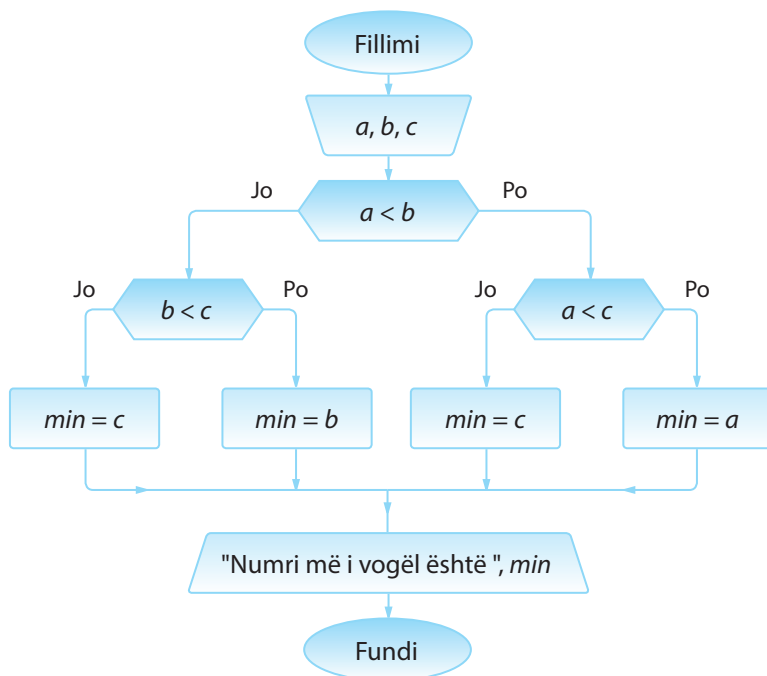 Fillimi
a, b, c
Jo
a < b
Po
Jo
b < c
Po
Jo
a < c
Po
min = c
min = b
min = c
min = a
"Numri më i vogël është ", min
Fundi